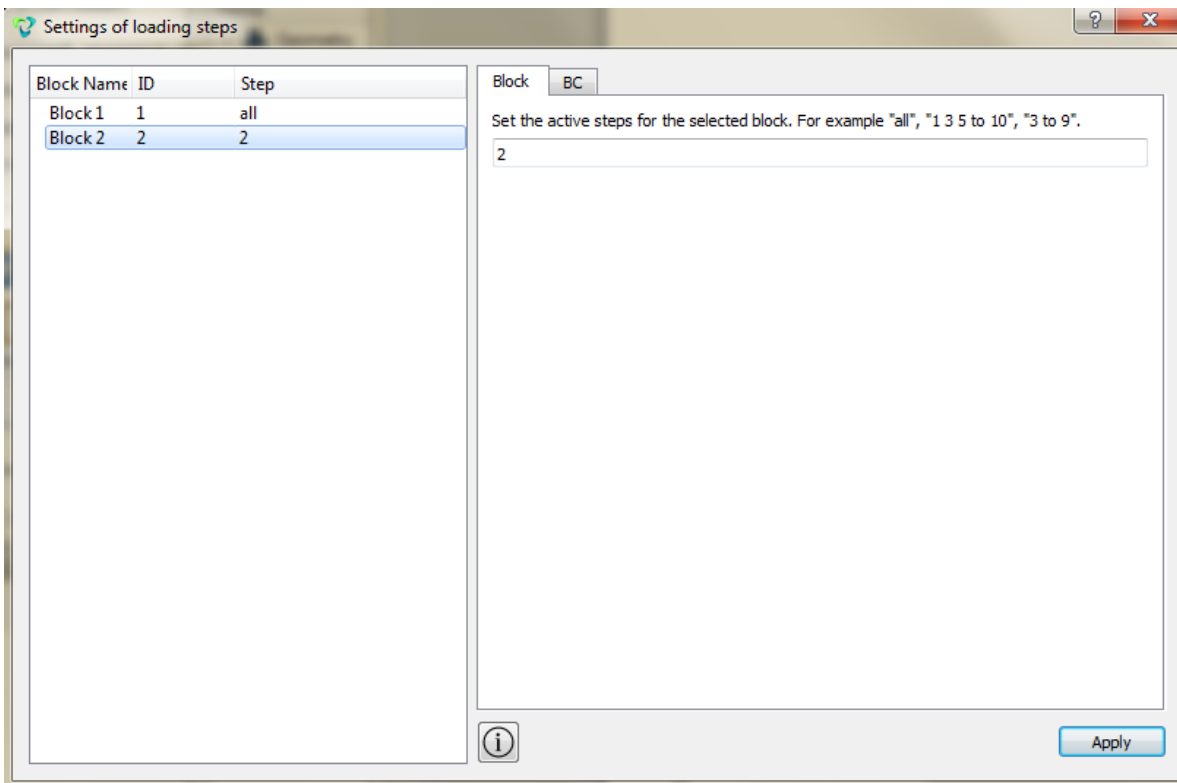 Settings of loading steps
Geometry
Block Name ID Step
Block 1 1 all
Block 2 2 2
Block BC
Set the active steps for the selected block. For example "all", "1 3 5 to 10", "3 to 9".
2
Apply